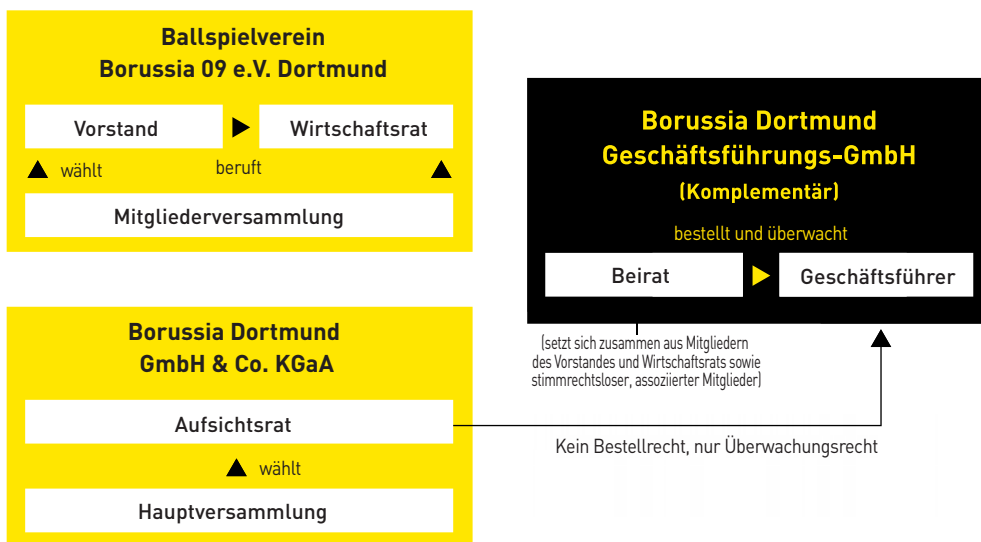 Ballspielverein
Borussia 09 e.V. Dortmund
Vorstand
Wirtschaftsrat
wählt
beruft
Mitgliederversammlung
Borussia Dortmund
Geschäftsführungs-GmbH
(Komplementär)
bestellt und überwacht
Beirat
Geschäftsführer
(setzt sich zusammen aus Mitgliedern
des Vorstandes und Wirtschaftsrats sowie
stimmrechtsloser, assoziierter Mitglieder)
Borussia Dortmund
GmbH & Co. KGaA
Aufsichtsrat
Kein Bestellrecht, nur Überwachungsrecht
wählt
Hauptversammlung